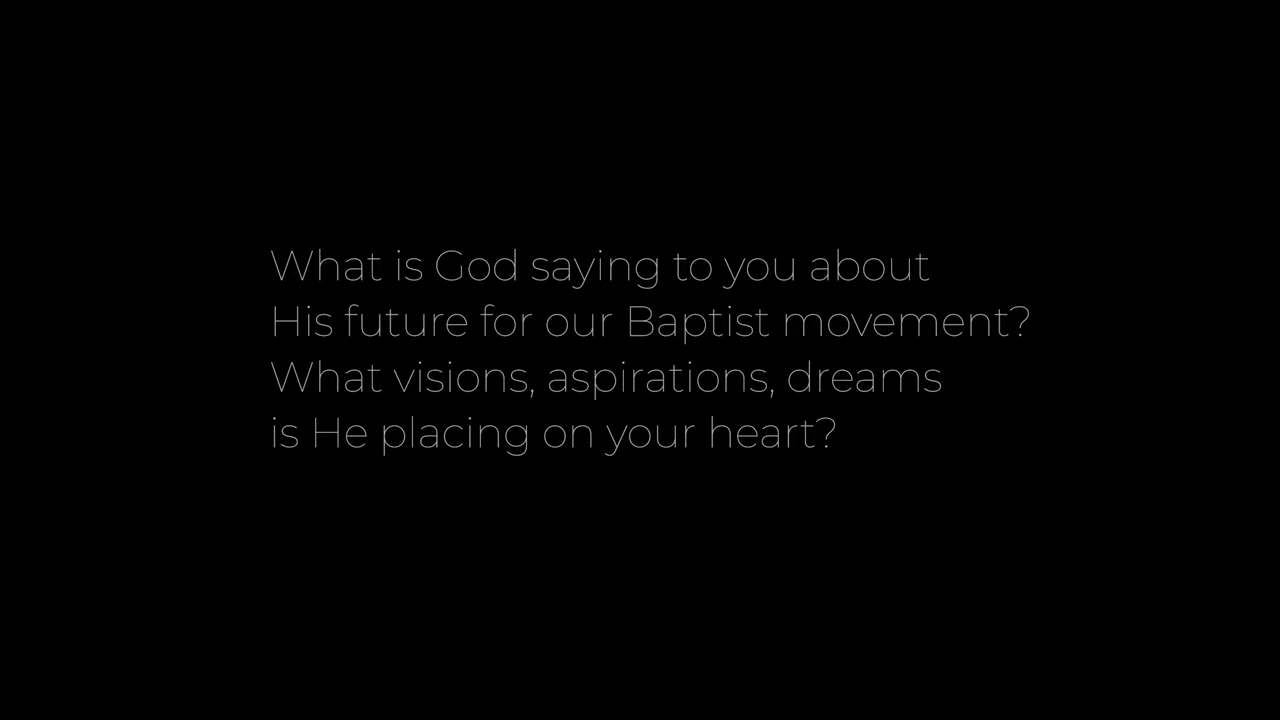 What is God saying to you about
His future for our Baptist movement?
What visions, aspirations, dreams
is He placing on your heart?